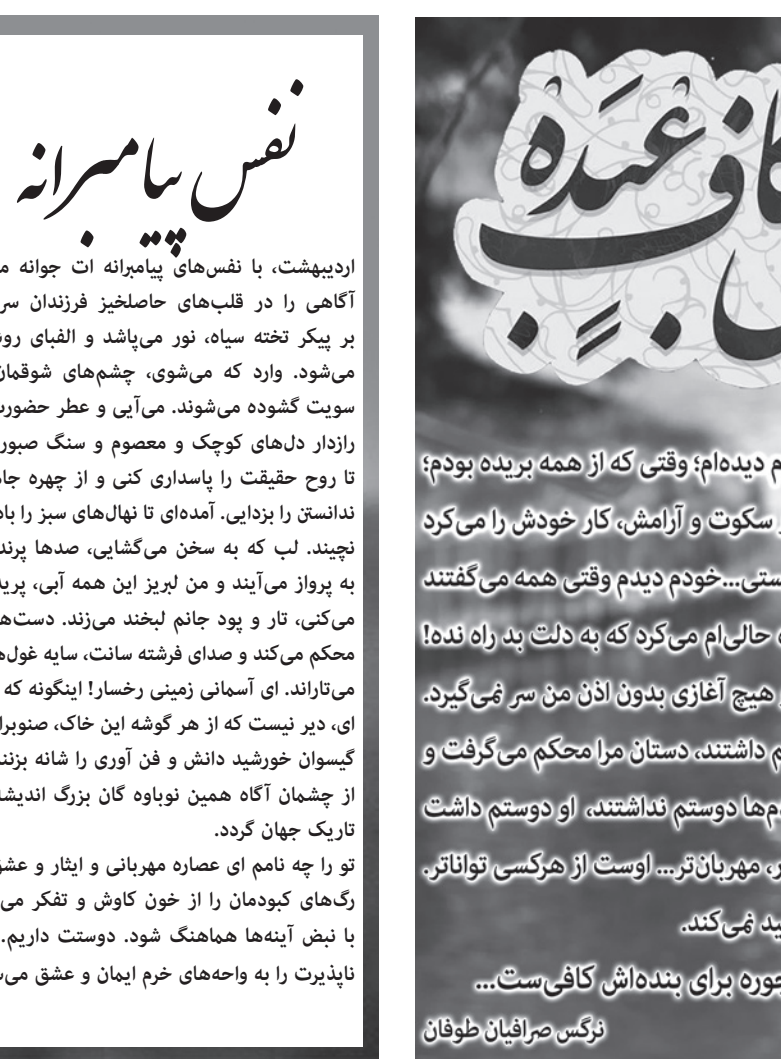 کاف عبده
دیده‌ام؛ وقتی که از همه بریده بودم؛
سکوت و آرامش، کار خودش را می‌کرد
خودم دیدم وقتی همه می‌گفتند
حالی‌ام می‌کرد که به دلت بد راه نده!
هیچ آغازی بدون اذن من سر نمی‌گیرد.
داشتند، دستان مرا محکم می‌گرفت و
دوستم نداشتند، او دوستم داشت
مهربان‌تر... اوست از هرکسی تواناتر.
نمی‌کند.
برای بنده‌اش کافی‌ست...
نرگس صرافیان طوفان
نفس پیامبرانه
اردیبهشت، با نفس‌های پیامبرانه ات جوانه
آگاهی را در قلب‌های حاصلخیز فرزندان
بر پیکر تخته سیاه، نور می‌پاشد و الفبای
می‌شود. وارد که می‌شوی، چشم‌های
سویت گشوده می‌شوند. می‌آیی و عطر
رازدار دل‌های کوچک و معصوم و سنگ
تا روح حقیقت را پاسداری کنی و از چهره
ندانستن را بزدایی. آمده‌ای تا نهال‌های سبز را
نچیند. لب که به سخن می‌گشایی، صدها
به پرواز می‌آیند و من لبریز این همه آبی،
می‌کنی، تار و پود جانم لبخند می‌زند.
محکم می‌کند و صدای فرشته سانت، سایه
می‌تاراند. ای آسمانی زمینی رخسار! اینگونه که
ای، دیر نیست که از هر گوشه این خاک،
گیسوان خورشید دانش و فن آوری را شانه بزنند
از چشمان آگاه همین نوباوه گان بزرگ
تاریک جهان گردد.
تو را چه نامم ای عصاره مهربانی و ایثار و
رگ‌های کبودمان را از خون کاوش و تفکر
با نبض آینه‌ها هماهنگ شود. دوستت داریم.
ناپذیرت را به واحه‌های خرم ایمان و عشق